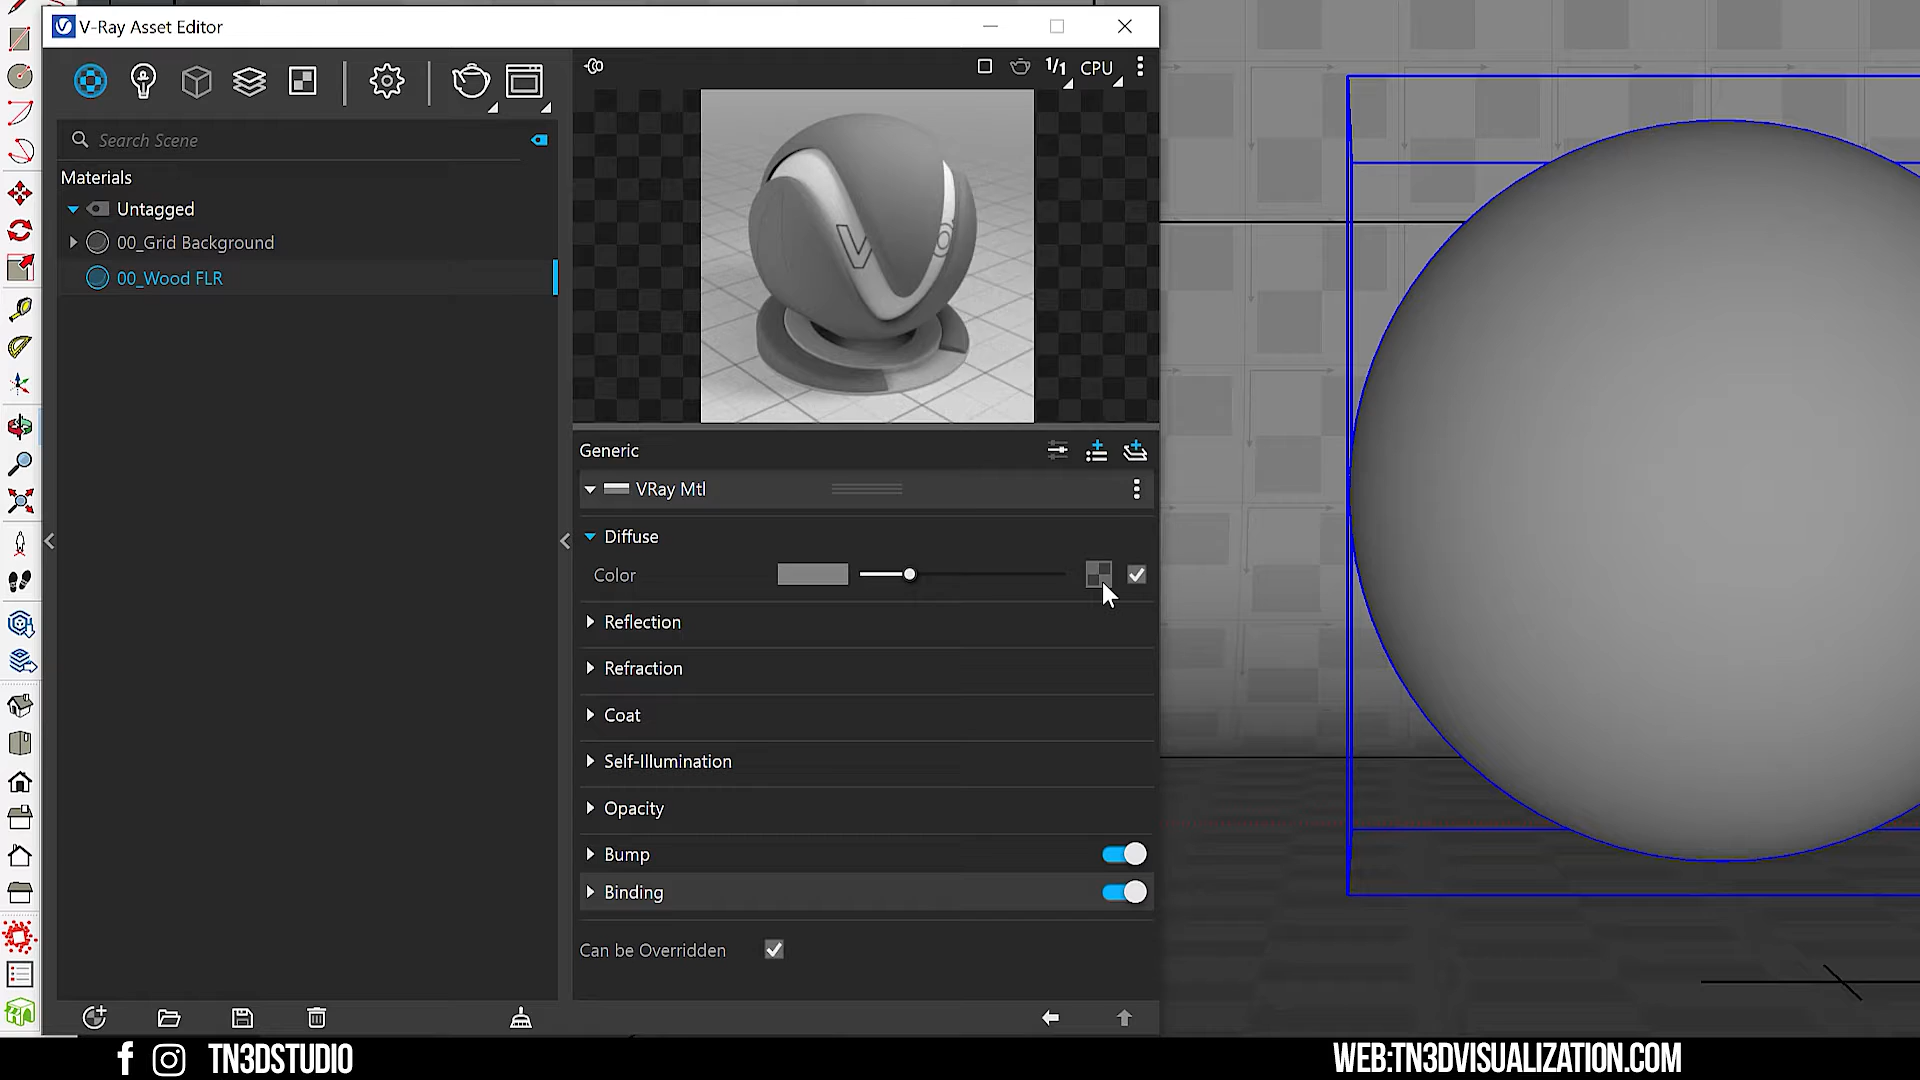 V-Ray Asset Editor
1/1 CPU
Search Scene
Materials
Untagged
00_Grid Background
00_Wood FLR
Generic
VRay Mtl
Diffuse
Color
Reflection
Refraction
Coat
Self-Illumination
Opacity
Bump
Binding
Can be Overridden
TN3DSTUDIO
WEB:TN3DVISUALIZATION.COM